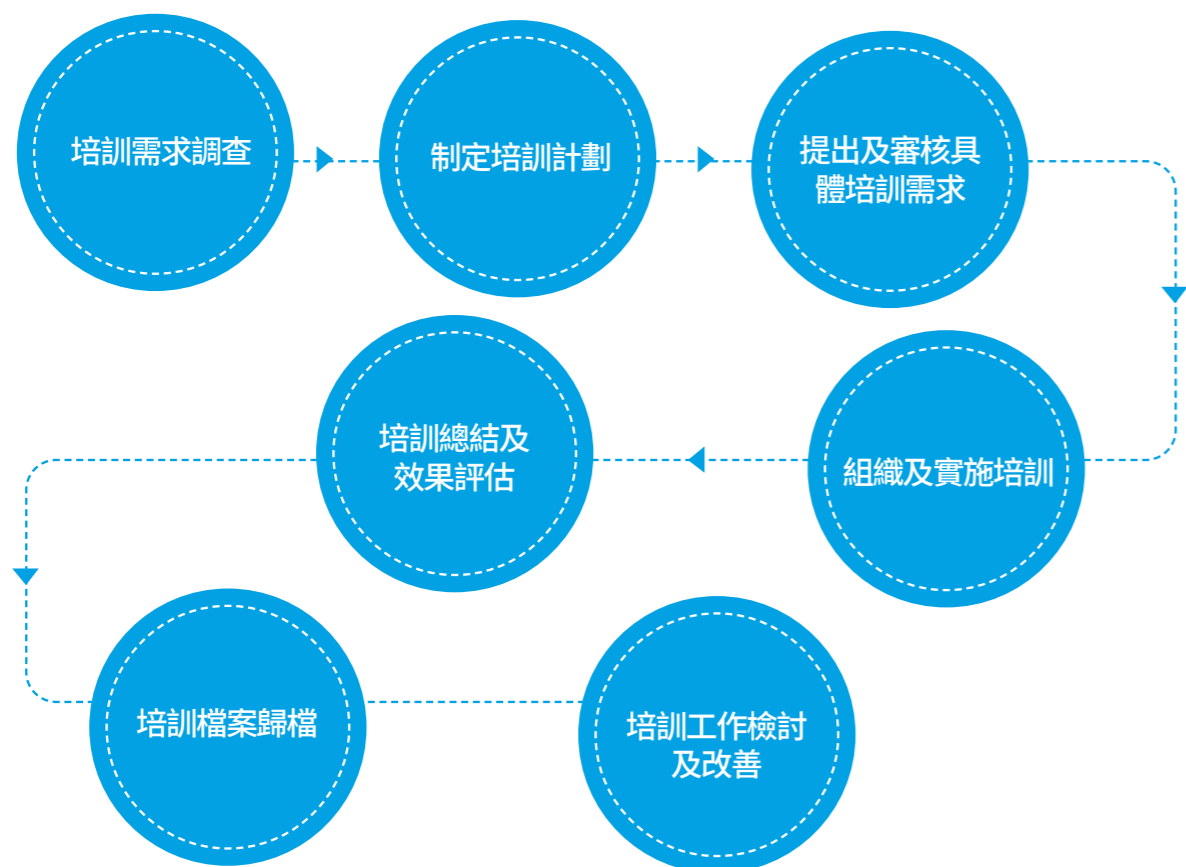 培訓需求調查
制定培訓計劃
提出及審核具
體培訓需求
組織及實施培訓
培訓總結及
效果評估
培訓檔案歸檔
培訓工作檢討
及改善